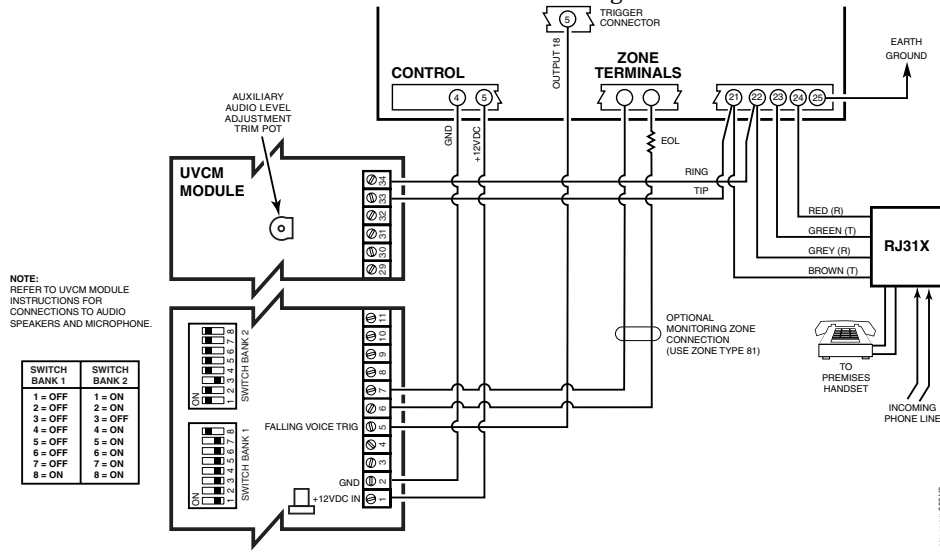 TRIGGER
CONNECTOR
5
OUTPUT 18
EARTH
GROUND
CONTROL
ZONE
TERMINALS
4 5
21 22 23 24 25
GND
+12VDC
EOL
AUXILIARY
AUDIO LEVEL
ADJUSTMENT
TRIM POT
UVCM
MODULE
34
33
32
31
30
29
RING
TIP
RED (R)
GREEN (T)
GREY (R)
BROWN (T)
RJ31X
NOTE:
REFER TO UVCM MODULE
INSTRUCTIONS FOR
CONNECTIONS TO AUDIO
SPEAKERS AND MICROPHONE.
SWITCH BANK 1 SWITCH BANK 2
1 = OFF 1 = ON
2 = OFF 2 = ON
3 = OFF 3 = OFF
4 = OFF 4 = ON
5 = OFF 5 = ON
6 = OFF 6 = ON
7 = OFF 7 = ON
8 = ON 8 = ON
ON
1 2 3 4 5 6 7 8
SWITCH BANK 2
ON
1 2 3 4 5 6 7 8
SWITCH BANK 1
11
10
9
8
7
6
FALLING VOICE TRIG 5
4
3
GND 2
+12VDC IN 1
OPTIONAL
MONITORING ZONE
CONNECTION
(USE ZONE TYPE 81)
TO
PREMISES
HANDSET
INCOMING
PHONE LINE